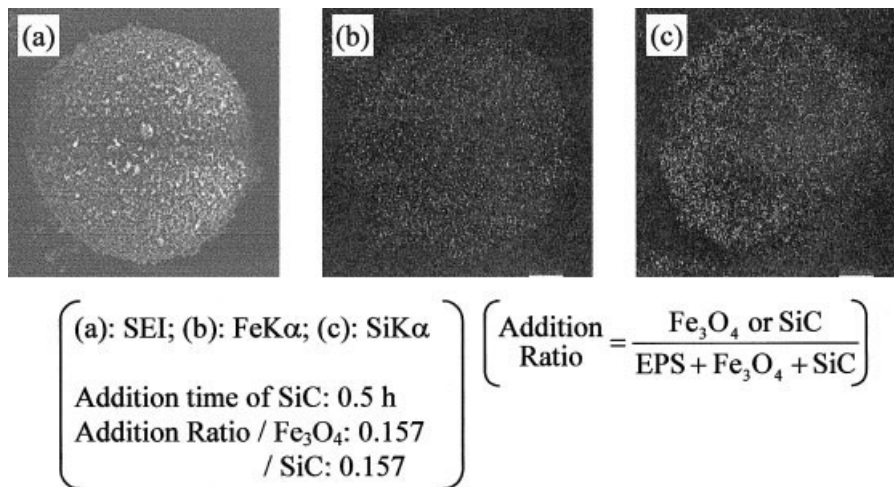 (a)
(b)
(c)
(a): SEI; (b): FeKα; (c): SiKα
Addition time of SiC: 0.5 h
Addition Ratio / Fe₃O₄: 0.157
/ SiC: 0.157
Addition Ratio = Fe₃O₄ or SiC / EPS + Fe₃O₄ + SiC